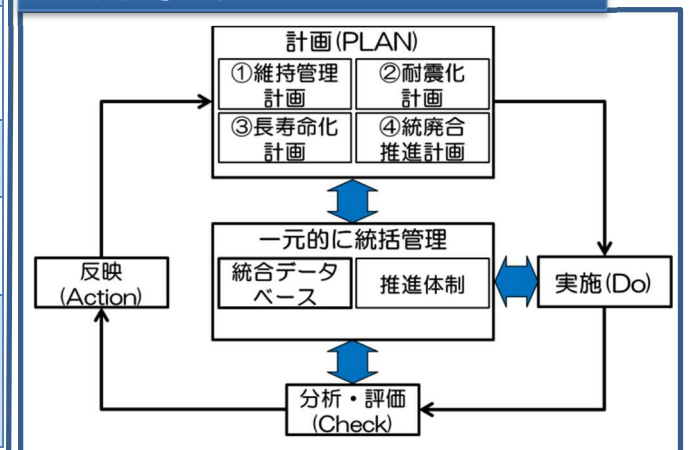 計画(PLAN)
①維持管理
計画
②耐震化
計画
③長寿命化
計画
④統廃合
推進計画
一元的に統括管理
統合データ
ベース
推進体制
反映
(Action)
実施(Do)
分析・評価
(Check)